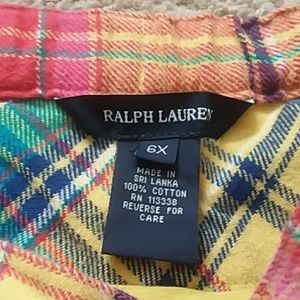 RALPH LAUREN
6X
MADE IN
SRI LANKA
100% COTTON
RN 113338
REVERSE FOR
CARE